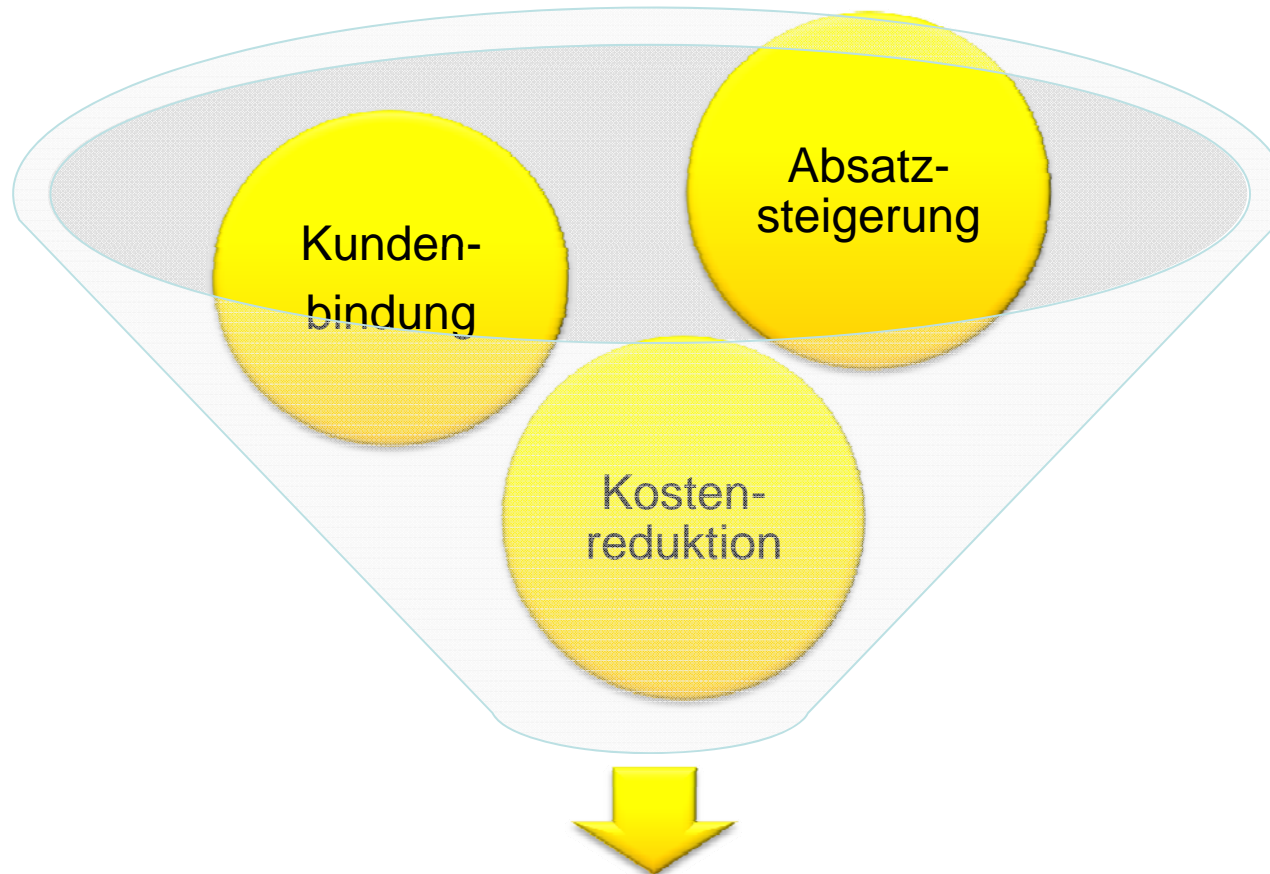 Kunden-
bindung
Absatz-
steigerung
Kosten-
reduktion